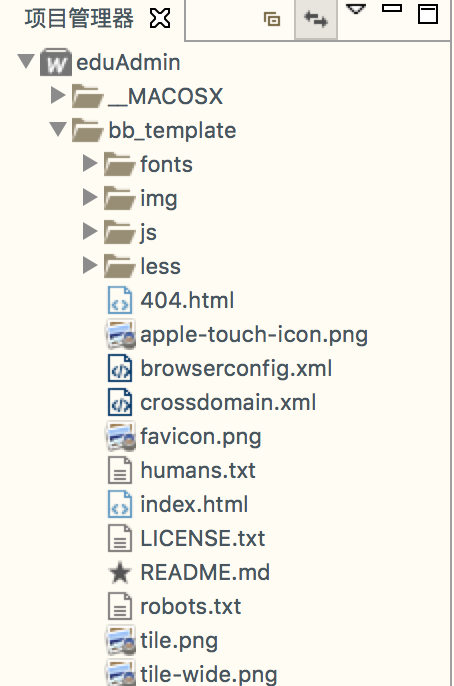 项目管理器
eduAdmin
__MACOSX
bb_template
fonts
img
js
less
404.html
apple-touch-icon.png
browserconfig.xml
crossdomain.xml
favicon.png
humans.txt
index.html
LICENSE.txt
README.md
robots.txt
tile.png
tile-wide.png